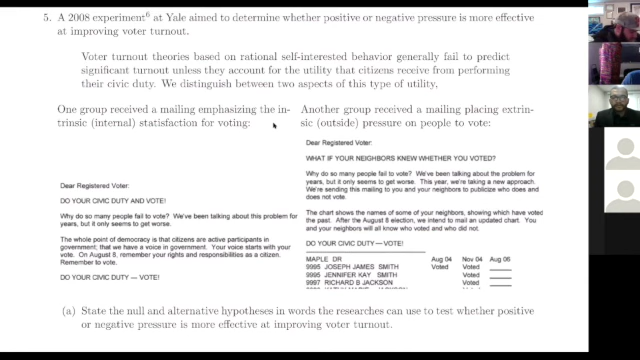 5. A 2008 experiment⁶ at Yale aimed to determine whether positive or negative pressure is more effective
at improving voter turnout.
Voter turnout theories based on rational self-interested behavior generally fail to predict
significant turnout unless they account for the utility that citizens receive from performing
their civic duty. We distinguish between two aspects of this type of utility,
One group received a mailing emphasizing the in-
trinsic (internal) statisfaction for voting:
Dear Registered Voter:
DO YOUR CIVIC DUTY AND VOTE!
Why do so many people fail to vote? We've been talking about this problem for
years, but it only seems to get worse.
The whole point of democracy is that citizens are active participants in
government; that we have a voice in government. Your voice starts with your
vote. On August 8, remember your rights and responsibilities as a citizen.
Remember to vote.
DO YOUR CIVIC DUTY — VOTE!
Another group received a mailing placing extrin-
sic (outside) pressure on people to vote:
Dear Registered Voter:
WHAT IF YOUR NEIGHBORS KNEW WHETHER YOU VOTED?
Why do so many people fail to vote? We've been talking about the problem for
years, but it only seems to get worse. This year, we're taking a new approach.
We're sending this mailing to you and your neighbors to publicize who does and
does not vote.
The chart shows the names of some of your neighbors, showing which have voted
the past. After the August 8 election, we intend to mail an updated chart. You
and your neighbors will all know who voted and who did not.
DO YOUR CIVIC DUTY — VOTE!
MAPLE DR Aug 04 Nov 04 Aug 06
9995 JOSEPH JAMES SMITH Voted Voted
9995 JENNIFER KAY SMITH Voted
9997 RICHARD B JACKSON Voted
(a) State the null and alternative hypotheses in words the researches can use to test whether positive
or negative pressure is more effective at improving voter turnout.